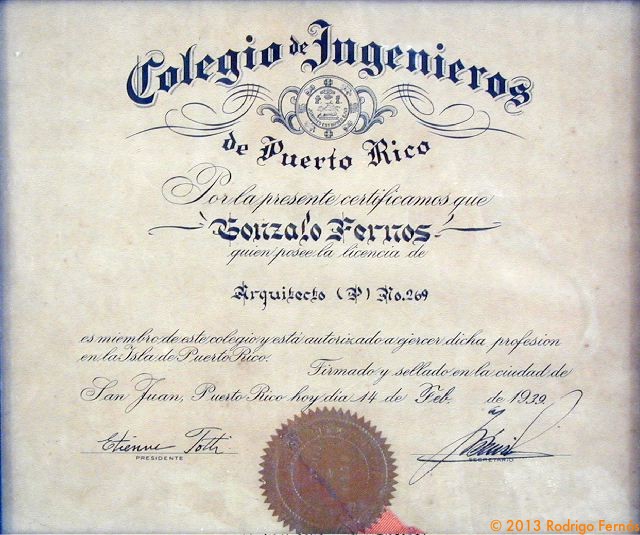 Colegio de Ingenieros
de Puerto Rico
Por la presente certificamos que
Gonzalo Fernos
quien posee la licencia de
Arquitecto (P) No. 269
es miembro de este colegio y está autorizado a ejercer dicha profesion
en la Isla de Puerto Rico.
Firmado y sellado en la ciudad de
San Juan, Puerto Rico hoy dia 14 de Feb. de 1939
Etienne Totti
PRESIDENTE
SECRETARIO
© 2013 Rodrigo Fernos